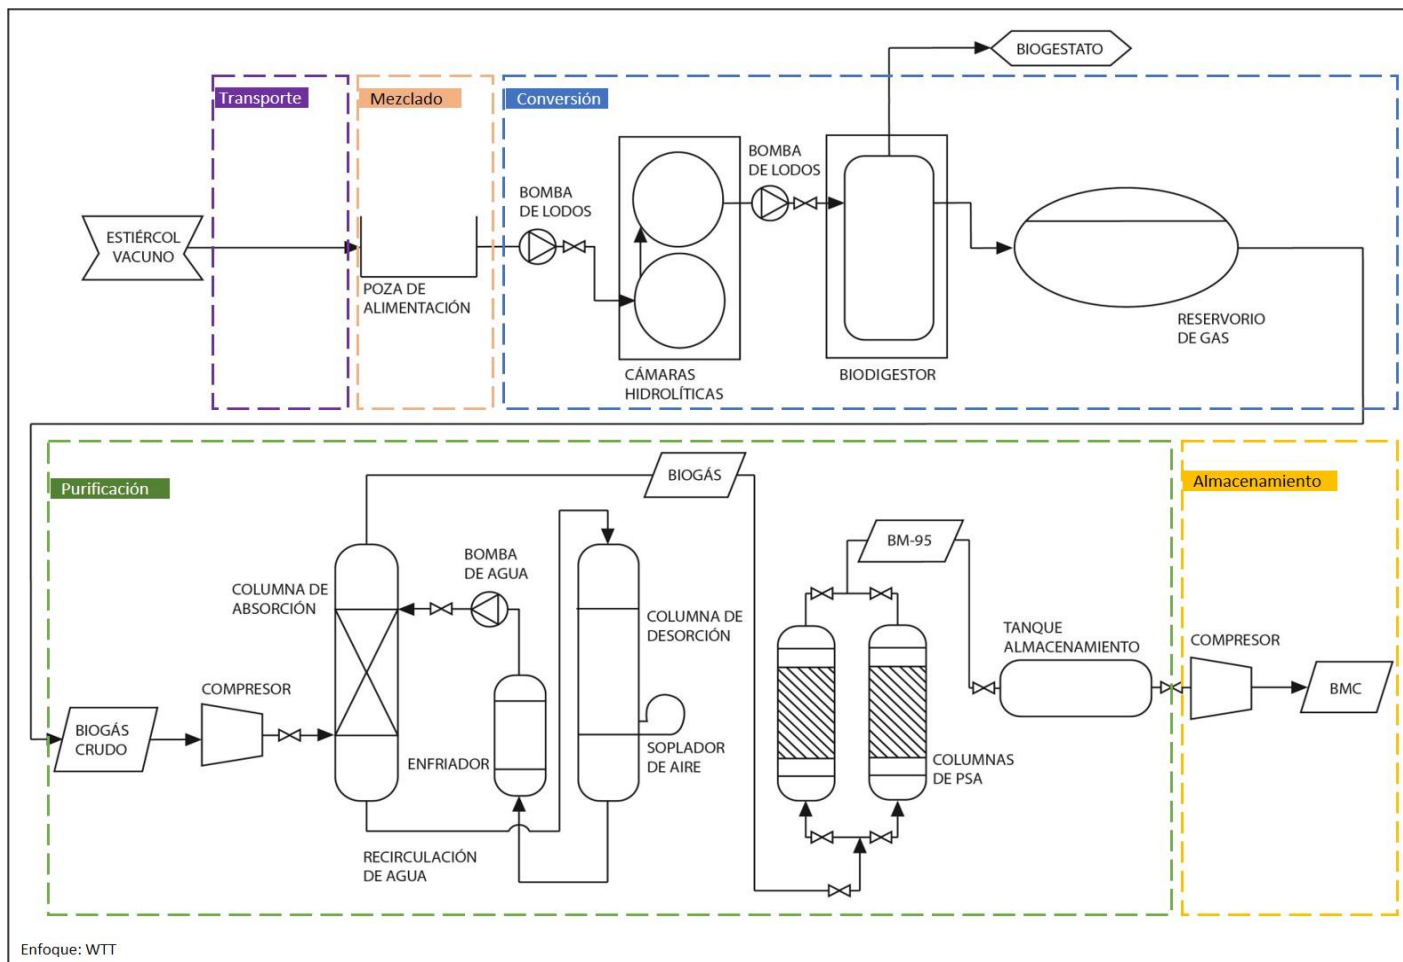 BIOGESTATO
Transporte
Mezclado
Conversión
BOMBA
DE LODOS
BOMBA
DE LODOS
ESTIÉRCOL
VACUNO
POZA DE
ALIMENTACIÓN
CÁMARAS
HIDROLÍTICAS
BIODIGESTOR
RESERVORIO
DE GAS
Purificación
BIOGÁS
Almacenamiento
BM-95
COLUMNA DE
ABSORCIÓN
BOMBA
DE AGUA
COLUMNA DE
DESORCIÓN
TANQUE
ALMACENAMIENTO
COMPRESOR
BMC
COMPRESOR
BIOGÁS
CRUDO
ENFRIADOR
SOPLADOR
DE AIRE
COLUMNAS
DE PSA
RECIRCULACIÓN
DE AGUA
Enfoque: WTT